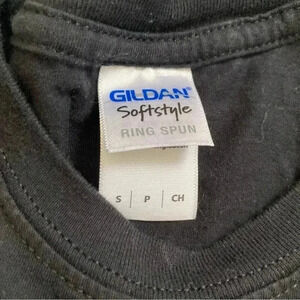 GILDAN®
Softstyle
RING SPUN
S | P | CH